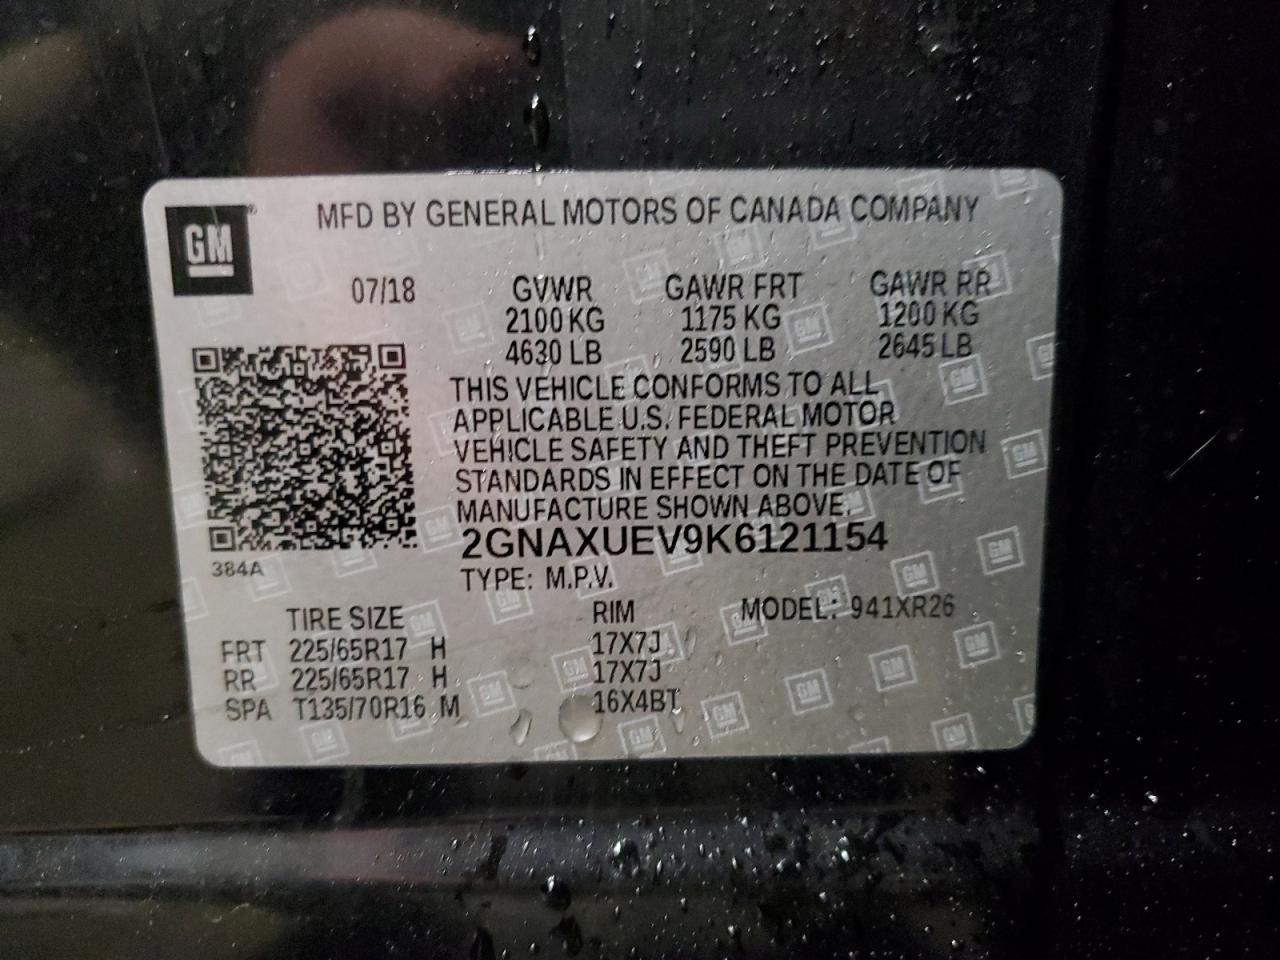 GM
MFD BY GENERAL MOTORS OF CANADA COMPANY
07/18 GVWR GAWR FRT GAWR RR
2100 KG 1175 KG 1200 KG
4630 LB 2590 LB 2645 LB
THIS VEHICLE CONFORMS TO ALL
APPLICABLE U.S. FEDERAL MOTOR
VEHICLE SAFETY AND THEFT PREVENTION
STANDARDS IN EFFECT ON THE DATE OF
MANUFACTURE SHOWN ABOVE.
2GNAXUEV9K6121154
384A
TYPE: M.P.V.
TIRE SIZE RIM MODEL: 941XR26
FRT 225/65R17 H 17X7J
RR 225/65R17 H 17X7J
SPA T135/70R16 M 16X4BT